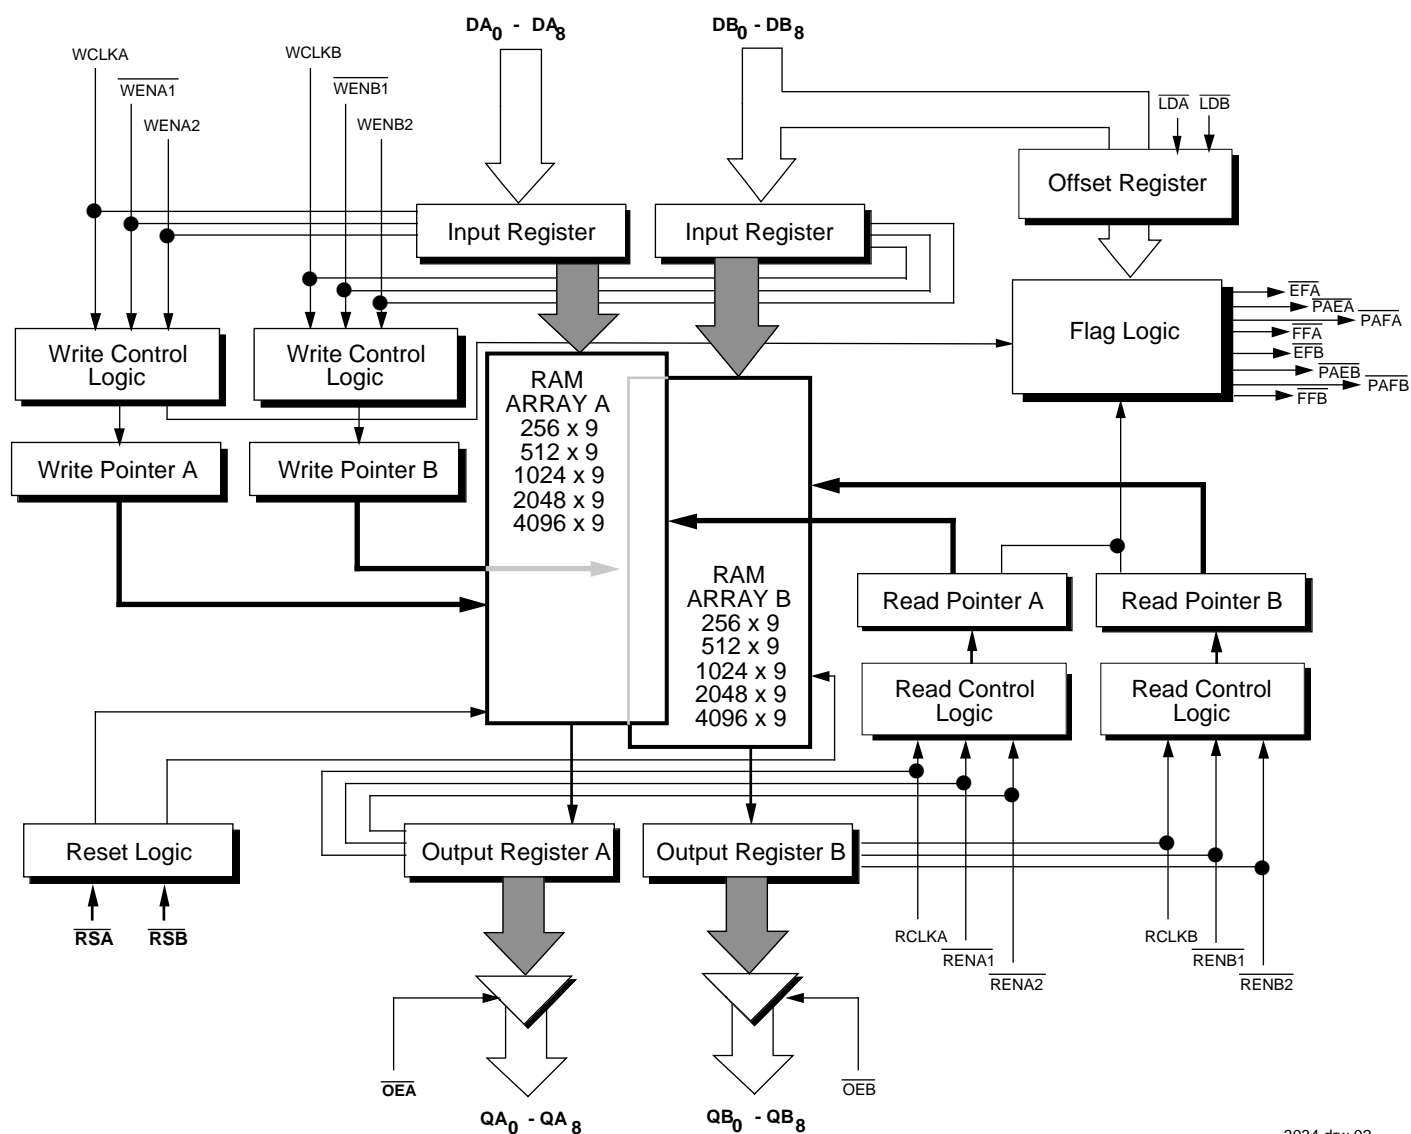 DA0 - DA8
DB0 - DB8
WCLKA
WENA1
WENA2
WCLKB
WENB1
WENB2
LDA LDB
Input Register
Input Register
Offset Register
Write Control
Logic
Write Control
Logic
Flag Logic
EFA
PAEA
PAFA
FFA
EFB
PAEB
PAFB
FFB
Write Pointer A
Write Pointer B
RAM
ARRAY A
256 x 9
512 x 9
1024 x 9
2048 x 9
4096 x 9
RAM
ARRAY B
256 x 9
512 x 9
1024 x 9
2048 x 9
4096 x 9
Read Pointer A
Read Pointer B
Read Control
Logic
Read Control
Logic
Reset Logic
Output Register A
Output Register B
RSA
RSB
RCLKA
RENA1
RENA2
RCLKB
RENB1
RENB2
OEA
OEB
QA0 - QA8
QB0 - QB8